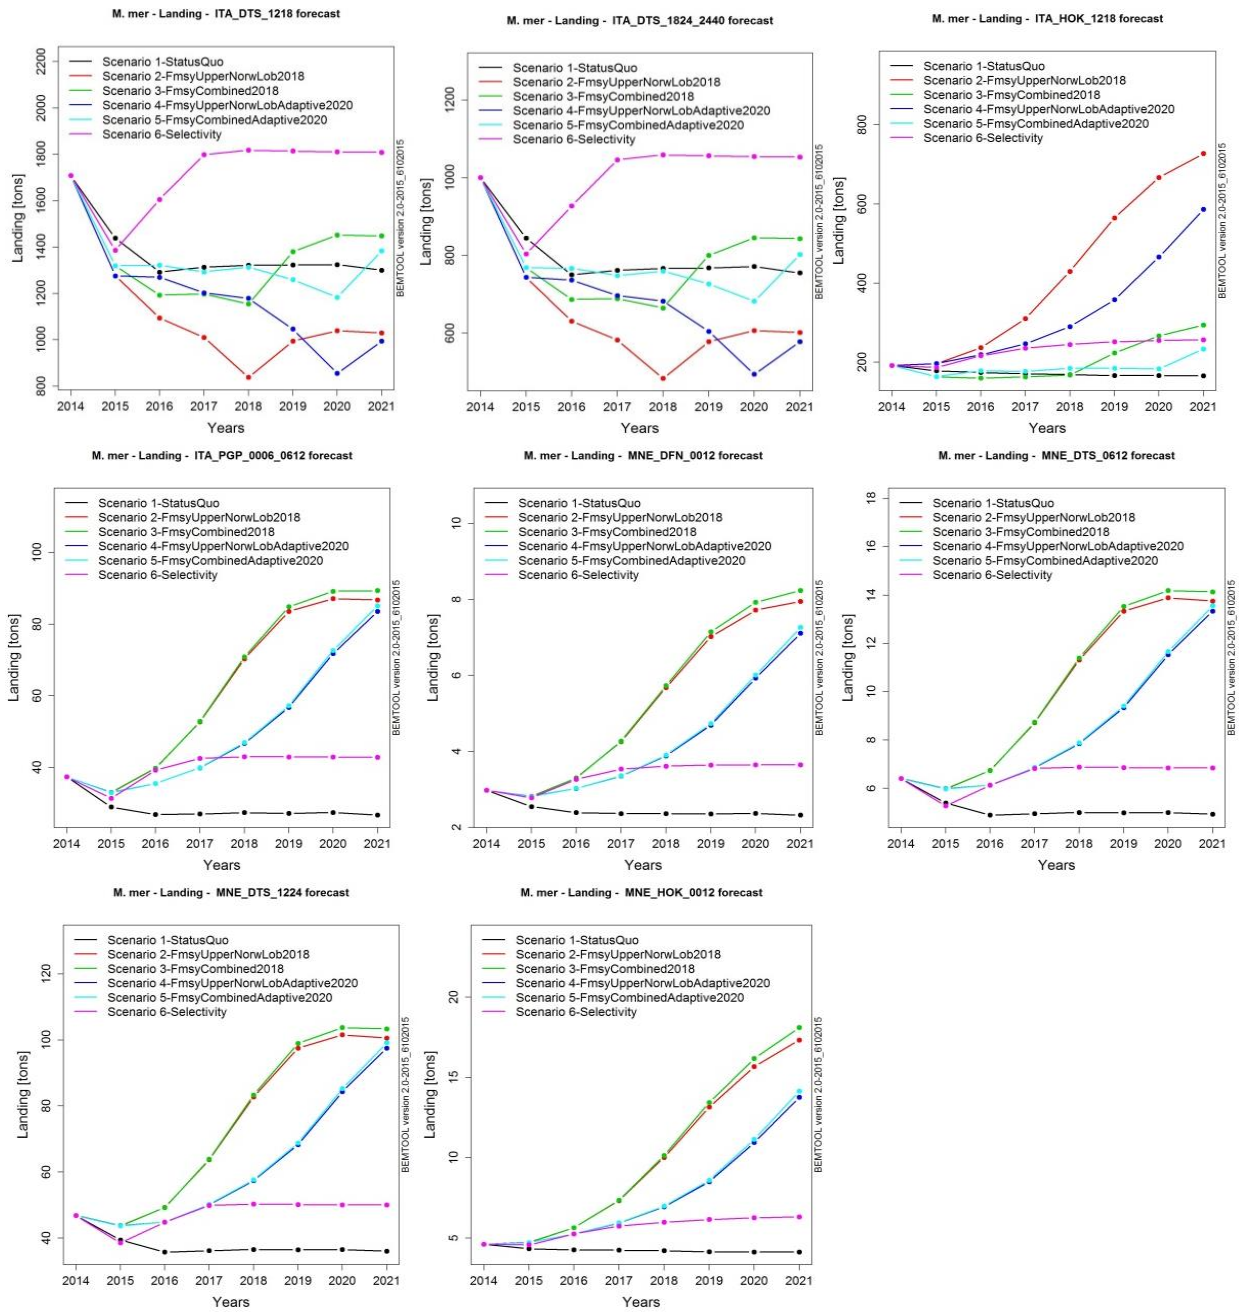 M. mer - Landing - ITA_DTS_1218 forecast
Scenario 1-StatusQuo
Scenario 2-FmsyUpperNorwLob2018
Scenario 3-FmsyCombined2018
Scenario 4-FmsyUpperNorwLobAdaptive2020
Scenario 5-FmsyCombinedAdaptive2020
Scenario 6-Selectivity
Landing [tons]
2200
2000
1800
1600
1400
1200
1000
800
2014 2015 2016 2017 2018 2019 2020 2021
Years
BEMTOOL version 2.0-2015_6102015
M. mer - Landing - ITA_DTS_1824_2440 forecast
Scenario 1-StatusQuo
Scenario 2-FmsyUpperNorwLob2018
Scenario 3-FmsyCombined2018
Scenario 4-FmsyUpperNorwLobAdaptive2020
Scenario 5-FmsyCombinedAdaptive2020
Scenario 6-Selectivity
Landing [tons]
1200
1000
800
600
2014 2015 2016 2017 2018 2019 2020 2021
Years
BEMTOOL version 2.0-2015_6102015
M. mer - Landing - ITA_HOK_1218 forecast
Scenario 1-StatusQuo
Scenario 2-FmsyUpperNorwLob2018
Scenario 3-FmsyCombined2018
Scenario 4-FmsyUpperNorwLobAdaptive2020
Scenario 5-FmsyCombinedAdaptive2020
Scenario 6-Selectivity
Landing [tons]
800
600
400
200
2014 2015 2016 2017 2018 2019 2020 2021
Years
BEMTOOL version 2.0-2015_6102015
M. mer - Landing - ITA_PGP_0006_0612 forecast
Scenario 1-StatusQuo
Scenario 2-FmsyUpperNorwLob2018
Scenario 3-FmsyCombined2018
Scenario 4-FmsyUpperNorwLobAdaptive2020
Scenario 5-FmsyCombinedAdaptive2020
Scenario 6-Selectivity
Landing [tons]
100
80
60
40
2014 2015 2016 2017 2018 2019 2020 2021
Years
BEMTOOL version 2.0-2015_6102015
M. mer - Landing - MNE_DFN_0012 forecast
Scenario 1-StatusQuo
Scenario 2-FmsyUpperNorwLob2018
Scenario 3-FmsyCombined2018
Scenario 4-FmsyUpperNorwLobAdaptive2020
Scenario 5-FmsyCombinedAdaptive2020
Scenario 6-Selectivity
Landing [tons]
10
8
6
4
2
2014 2015 2016 2017 2018 2019 2020 2021
Years
BEMTOOL version 2.0-2015_6102015
M. mer - Landing - MNE_DTS_0612 forecast
Scenario 1-StatusQuo
Scenario 2-FmsyUpperNorwLob2018
Scenario 3-FmsyCombined2018
Scenario 4-FmsyUpperNorwLobAdaptive2020
Scenario 5-FmsyCombinedAdaptive2020
Scenario 6-Selectivity
Landing [tons]
18
16
14
12
10
8
6
2014 2015 2016 2017 2018 2019 2020 2021
Years
BEMTOOL version 2.0-2015_6102015
M. mer - Landing - MNE_DTS_1224 forecast
Scenario 1-StatusQuo
Scenario 2-FmsyUpperNorwLob2018
Scenario 3-FmsyCombined2018
Scenario 4-FmsyUpperNorwLobAdaptive2020
Scenario 5-FmsyCombinedAdaptive2020
Scenario 6-Selectivity
Landing [tons]
120
100
80
60
40
2014 2015 2016 2017 2018 2019 2020 2021
Years
BEMTOOL version 2.0-2015_6102015
M. mer - Landing - MNE_HOK_0012 forecast
Scenario 1-StatusQuo
Scenario 2-FmsyUpperNorwLob2018
Scenario 3-FmsyCombined2018
Scenario 4-FmsyUpperNorwLobAdaptive2020
Scenario 5-FmsyCombinedAdaptive2020
Scenario 6-Selectivity
Landing [tons]
20
15
10
5
2014 2015 2016 2017 2018 2019 2020 2021
Years
BEMTOOL version 2.0-2015_6102015